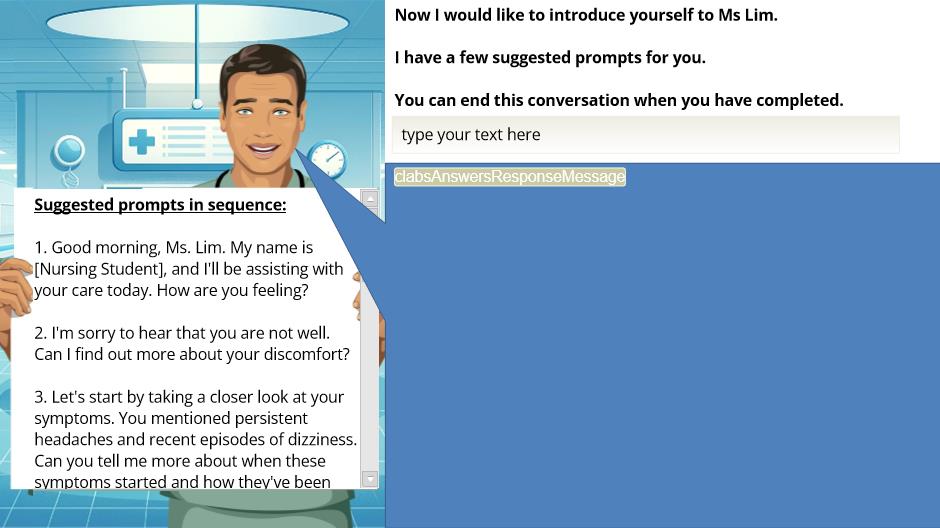 Now I would like to introduce yourself to Ms Lim.
I have a few suggested prompts for you.
You can end this conversation when you have completed.
type your text here
clabsAnswersResponseMessage
Suggested prompts in sequence:
1. Good morning, Ms. Lim. My name is
[Nursing Student], and I'll be assisting with
your care today. How are you feeling?
2. I'm sorry to hear that you are not well.
Can I find out more about your discomfort?
3. Let's start by taking a closer look at your
symptoms. You mentioned persistent
headaches and recent episodes of dizziness.
Can you tell me more about when these
symptoms started and how they've been